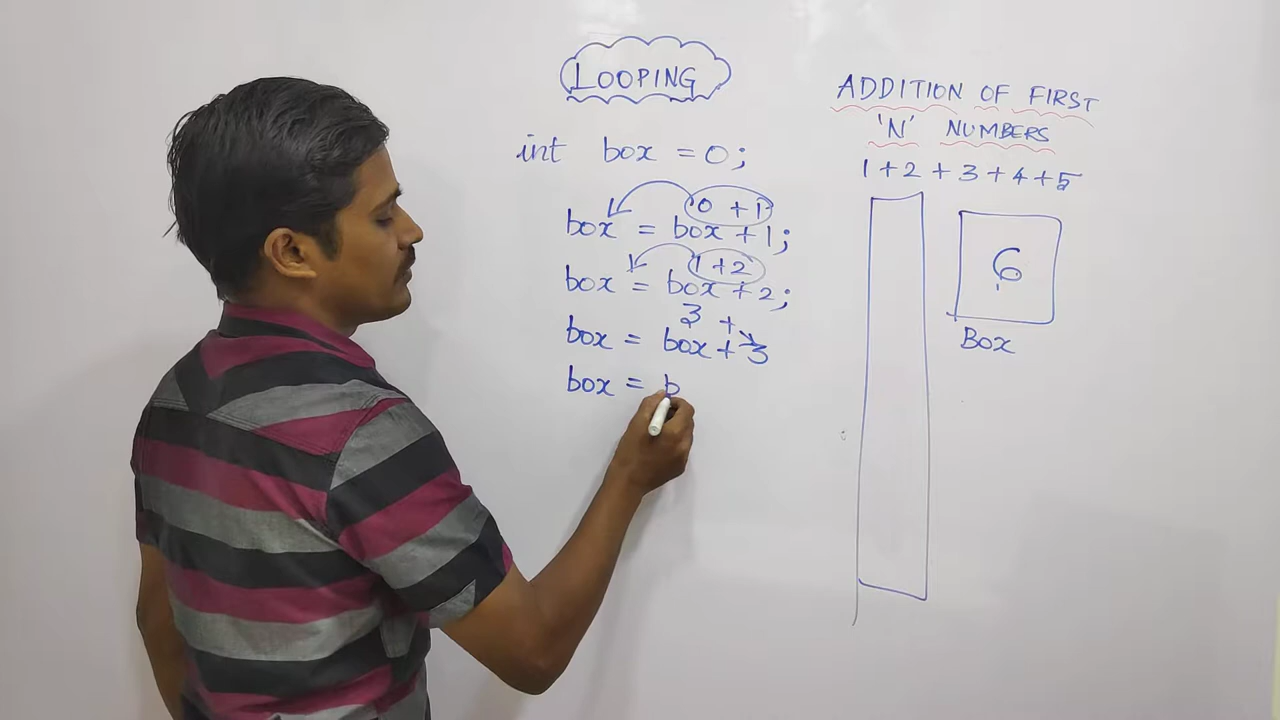 LOOPING
int box = 0;
0 + 1
box = box + 1;
1 + 2
box = box + 2;
3 +
box = box + 3
box = b
ADDITION OF FIRST
'N' NUMBERS
1 + 2 + 3 + 4 + 5
6
BOX